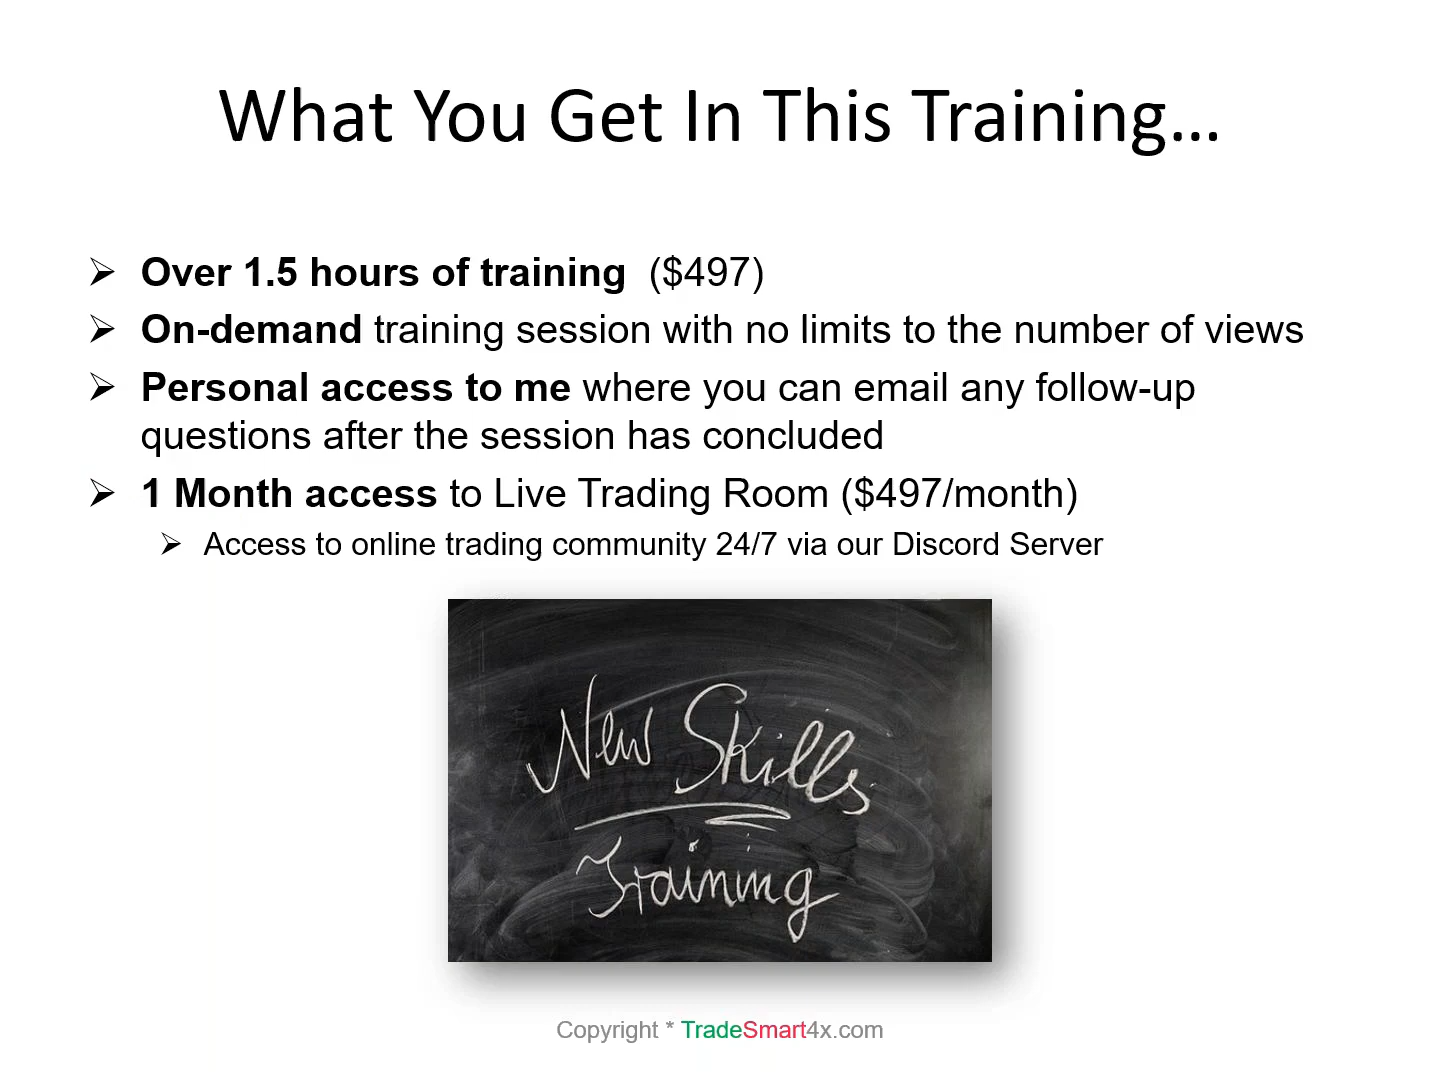 What You Get In This Training…
Over 1.5 hours of training  ($497)
On-demand training session with no limits to the number of views
Personal access to me where you can email any follow-up
questions after the session has concluded
1 Month access to Live Trading Room ($497/month)
Access to online trading community 24/7 via our Discord Server
New Skills
Training
Copyright * TradeSmart4x.com